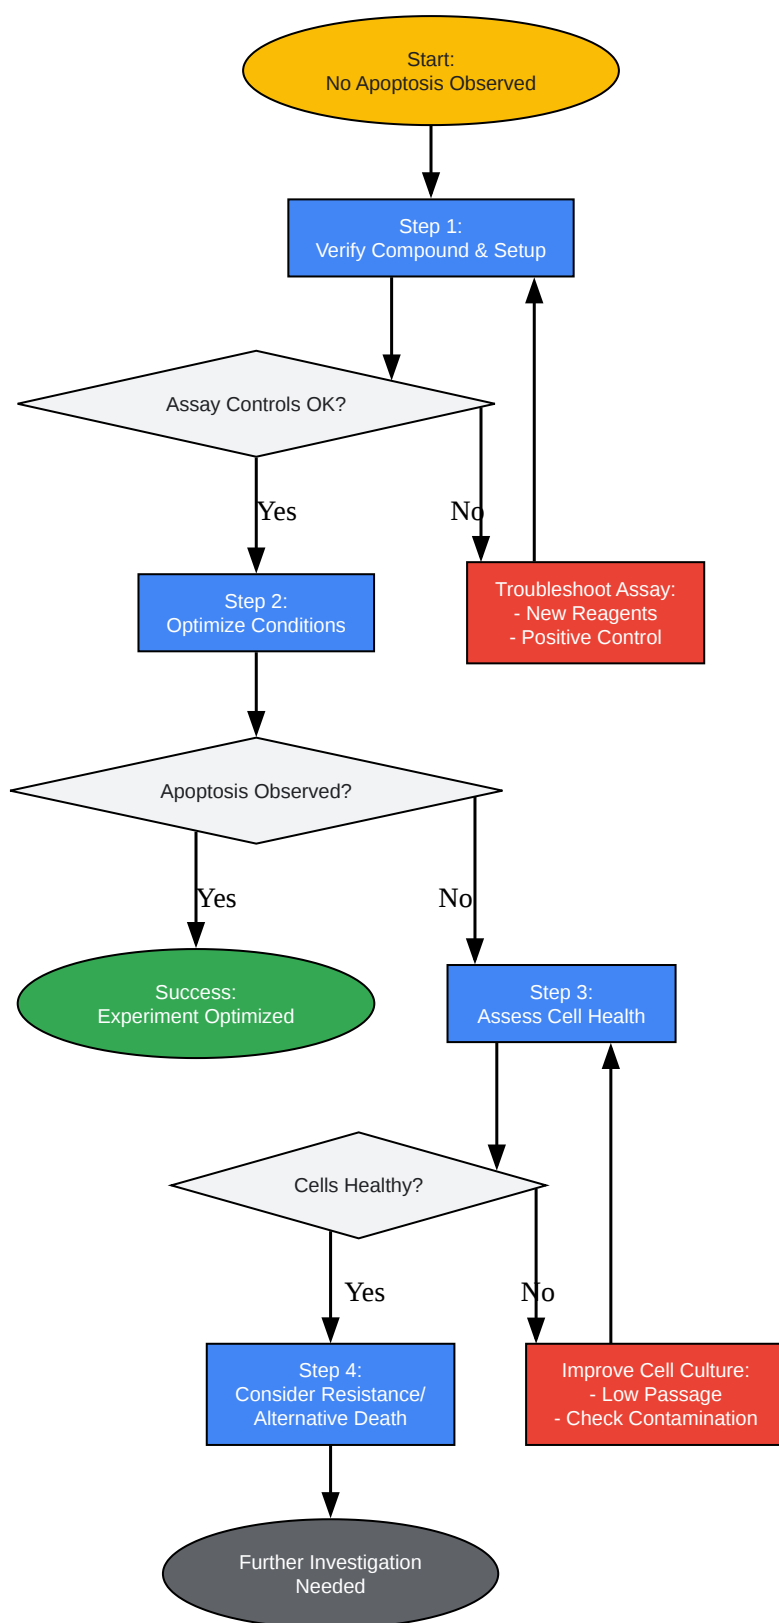 Start:
No Apoptosis Observed
Step 1:
Verify Compound & Setup
Assay Controls OK?
Yes
No
Step 2:
Optimize Conditions
Troubleshoot Assay:
- New Reagents
- Positive Control
Apoptosis Observed?
Yes
No
Success:
Experiment Optimized
Step 3:
Assess Cell Health
Cells Healthy?
Yes
No
Step 4:
Consider Resistance/
Alternative Death
Improve Cell Culture:
- Low Passage
- Check Contamination
Further Investigation
Needed